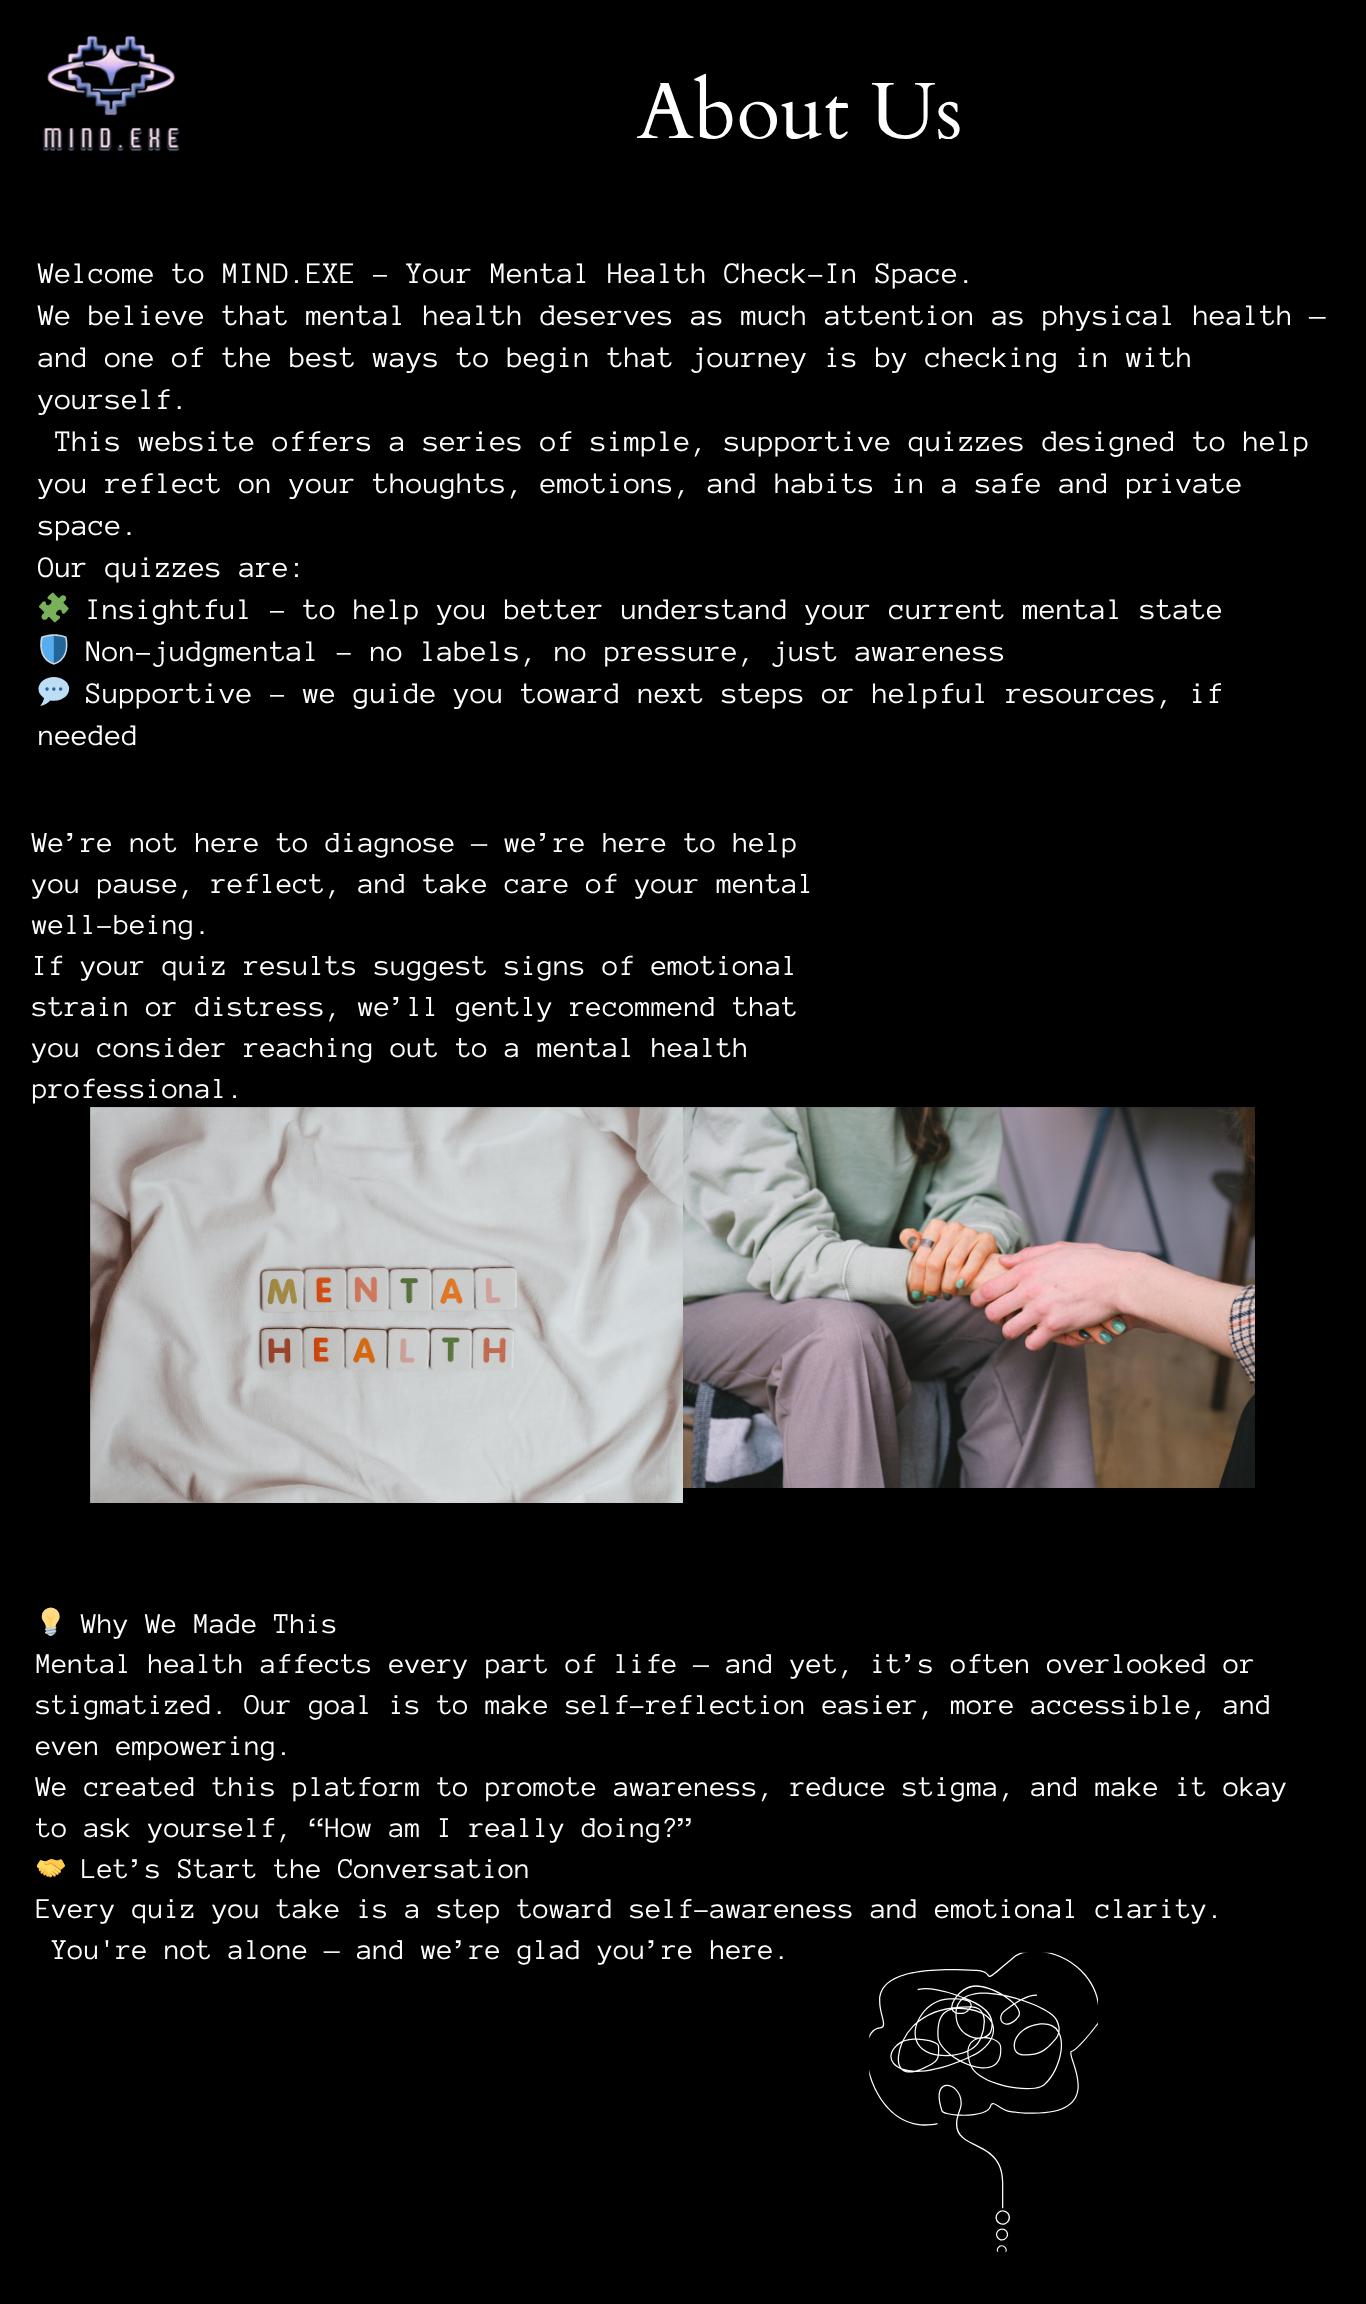 MIND.EXE
About Us
Welcome to MIND.EXE – Your Mental Health Check-In Space.
We believe that mental health deserves as much attention as physical health —
and one of the best ways to begin that journey is by checking in with
yourself.
This website offers a series of simple, supportive quizzes designed to help
you reflect on your thoughts, emotions, and habits in a safe and private
space.
Our quizzes are:
🧩 Insightful – to help you better understand your current mental state
🛡️ Non-judgmental – no labels, no pressure, just awareness
💬 Supportive – we guide you toward next steps or helpful resources, if
needed
We’re not here to diagnose — we’re here to help
you pause, reflect, and take care of your mental
well-being.
If your quiz results suggest signs of emotional
strain or distress, we’ll gently recommend that
you consider reaching out to a mental health
professional.
MENTAL
HEALTH
💡 Why We Made This
Mental health affects every part of life — and yet, it’s often overlooked or
stigmatized. Our goal is to make self-reflection easier, more accessible, and
even empowering.
We created this platform to promote awareness, reduce stigma, and make it okay
to ask yourself, “How am I really doing?”
🤝 Let’s Start the Conversation
Every quiz you take is a step toward self-awareness and emotional clarity.
You're not alone — and we’re glad you’re here.